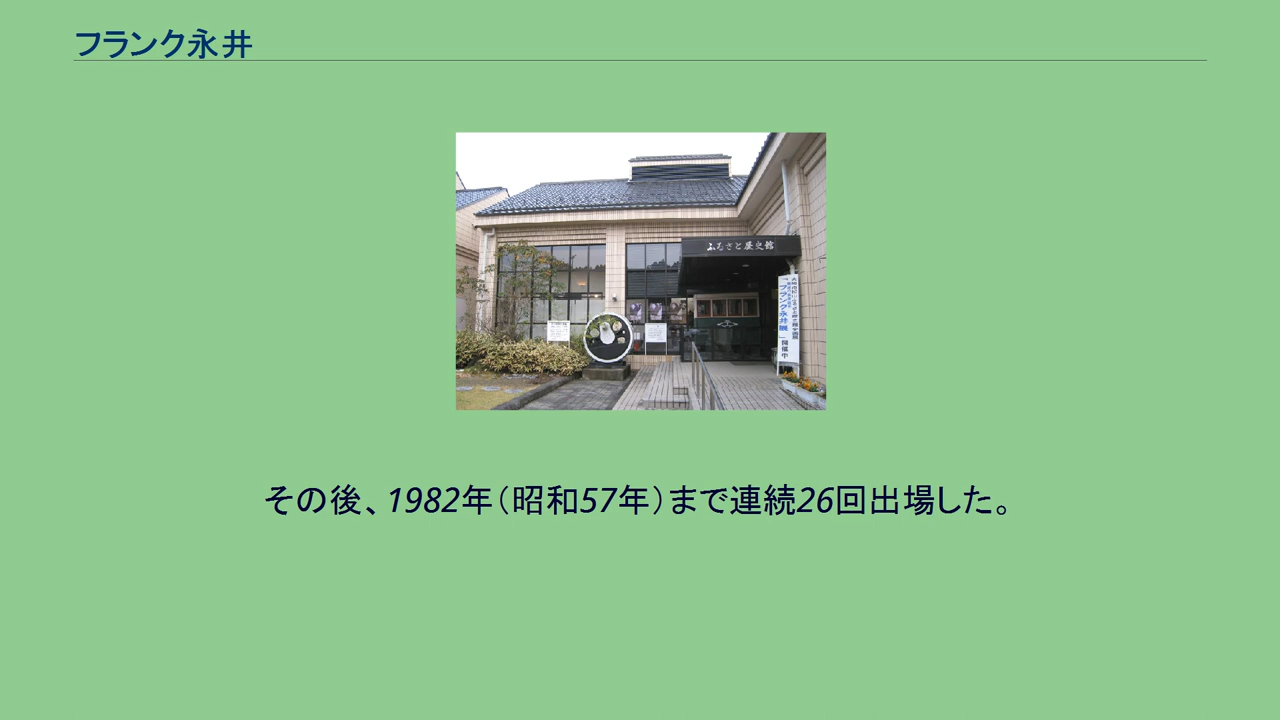 フランク永井
ふるさと歴史館
フランク永井展
開催中
その後、1982年（昭和57年）まで連続26回出場した。